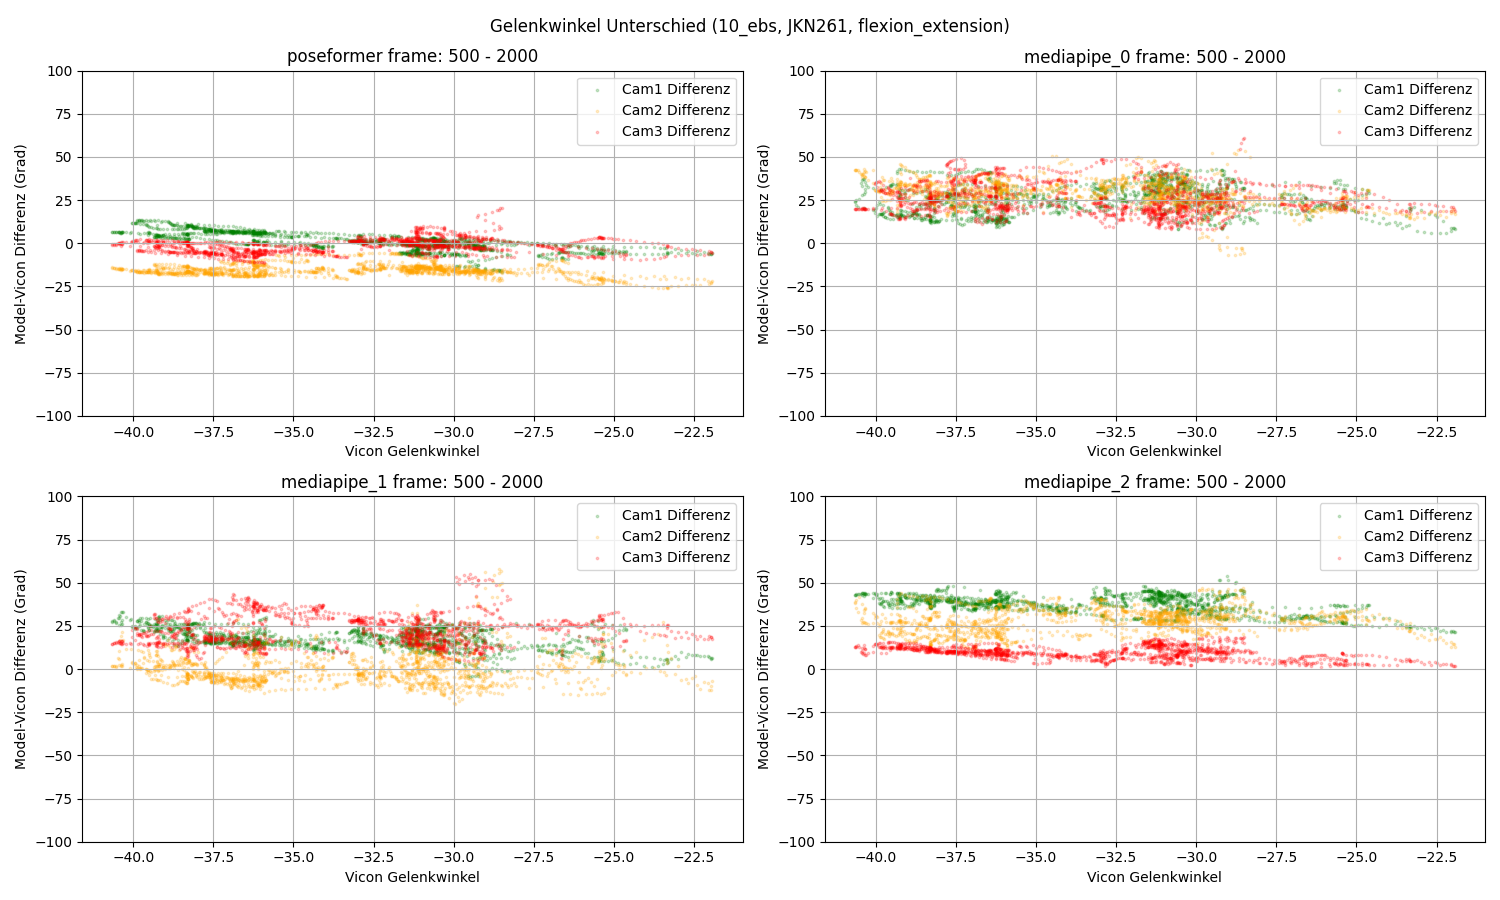 Gelenkwinkel Unterschied (10_ebs, JKN261, flexion_extension)
poseformer frame: 500 - 2000
100
75
50
25
0
−25
−50
−75
−100
Model-Vicon Differenz (Grad)
Cam1 Differenz
Cam2 Differenz
Cam3 Differenz
−40.0 −37.5 −35.0 −32.5 −30.0 −27.5 −25.0 −22.5
Vicon Gelenkwinkel
mediapipe_0 frame: 500 - 2000
100
75
50
25
0
−25
−50
−75
−100
Model-Vicon Differenz (Grad)
Cam1 Differenz
Cam2 Differenz
Cam3 Differenz
−40.0 −37.5 −35.0 −32.5 −30.0 −27.5 −25.0 −22.5
Vicon Gelenkwinkel
mediapipe_1 frame: 500 - 2000
100
75
50
25
0
−25
−50
−75
−100
Model-Vicon Differenz (Grad)
Cam1 Differenz
Cam2 Differenz
Cam3 Differenz
−40.0 −37.5 −35.0 −32.5 −30.0 −27.5 −25.0 −22.5
Vicon Gelenkwinkel
mediapipe_2 frame: 500 - 2000
100
75
50
25
0
−25
−50
−75
−100
Model-Vicon Differenz (Grad)
Cam1 Differenz
Cam2 Differenz
Cam3 Differenz
−40.0 −37.5 −35.0 −32.5 −30.0 −27.5 −25.0 −22.5
Vicon Gelenkwinkel